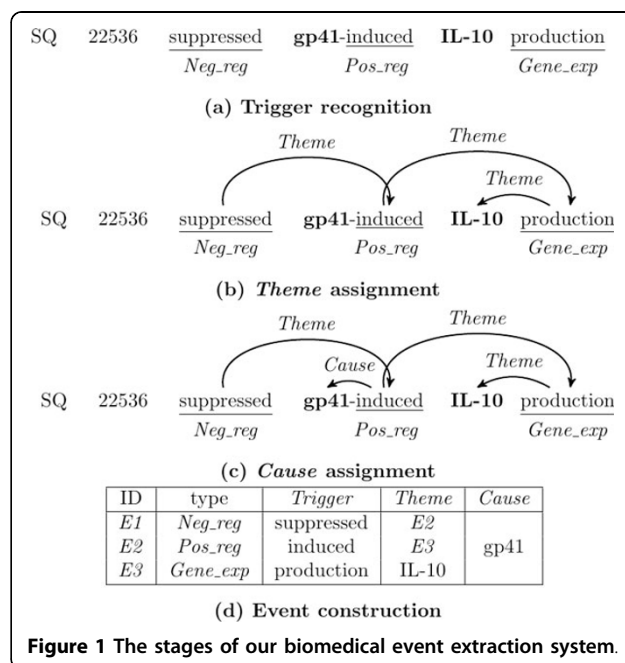 SQ 22536 suppressed gp41-induced IL-10 production
Neg_reg Pos_reg Gene_exp
(a) Trigger recognition
Theme Theme
Theme
SQ 22536 suppressed gp41-induced IL-10 production
Neg_reg Pos_reg Gene_exp
(b) Theme assignment
Theme Theme
Cause Theme
SQ 22536 suppressed gp41-induced IL-10 production
Neg_reg Pos_reg Gene_exp
(c) Cause assignment
ID type Trigger Theme Cause
E1 Neg_reg suppressed E2
E2 Pos_reg induced E3 gp41
E3 Gene_exp production IL-10
(d) Event construction
Figure 1 The stages of our biomedical event extraction system.